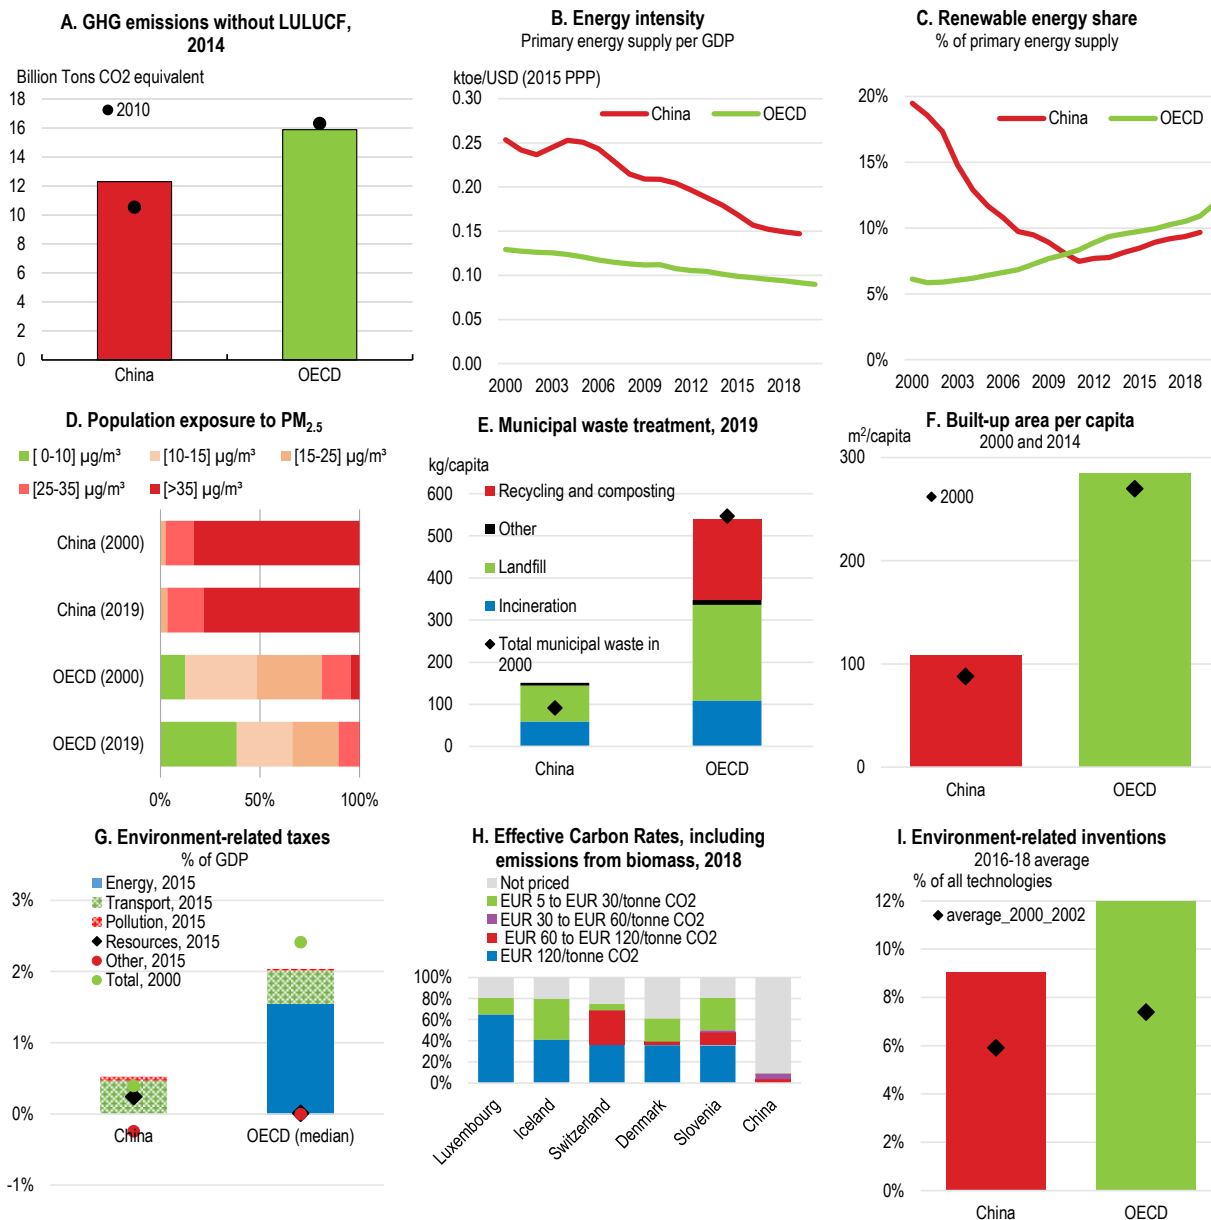 A. GHG emissions without LULUCF,
2014
Billion Tons CO2 equivalent
18
16
14
12
10
8
6
4
2
0
2010
China
OECD
B. Energy intensity
Primary energy supply per GDP
ktoe/USD (2015 PPP)
0.30
0.25
0.20
0.15
0.10
0.05
0.00
China
OECD
2000 2003 2006 2009 2012 2015 2018
C. Renewable energy share
% of primary energy supply
20%
15%
10%
5%
0%
China
OECD
2000 2003 2006 2009 2012 2015 2018
D. Population exposure to PM2.5
[ 0-10] µg/m³ [10-15] µg/m³ [15-25] µg/m³
[25-35] µg/m³ [>35] µg/m³
China (2000)
China (2019)
OECD (2000)
OECD (2019)
0% 50% 100%
E. Municipal waste treatment, 2019
kg/capita
600
500
400
300
200
100
0
Recycling and composting
Other
Landfill
Incineration
Total municipal waste in
2000
China
OECD
F. Built-up area per capita
2000 and 2014
m2/capita
300
200
100
0
2000
China
OECD
G. Environment-related taxes
% of GDP
Energy, 2015
Transport, 2015
Pollution, 2015
Resources, 2015
Other, 2015
Total, 2000
3%
2%
1%
0%
-1%
China
OECD (median)
H. Effective Carbon Rates, including
emissions from biomass, 2018
Not priced
EUR 5 to EUR 30/tonne CO2
EUR 30 to EUR 60/tonne CO2
EUR 60 to EUR 120/tonne CO2
EUR 120/tonne CO2
100%
80%
60%
40%
20%
0%
Luxembourg
Iceland
Switzerland
Denmark
Slovenia
China
I. Environment-related inventions
2016-18 average
% of all technologies
12%
10%
8%
6%
4%
2%
0%
average_2000_2002
China
OECD